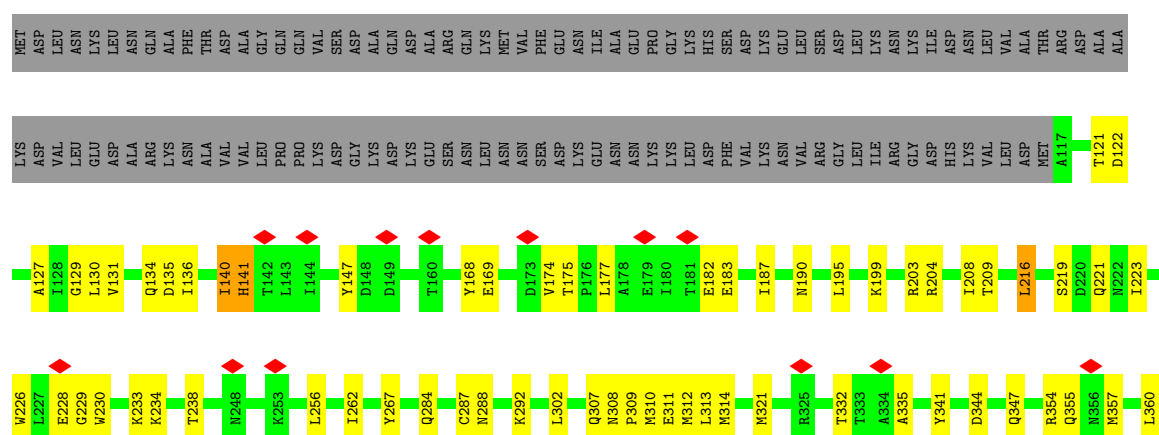 MET ASP LEU ASN LYS LEU ASN GLN ALA PHE THR ASP ALA GLY GLN GLN VAL SER ASP ALA GLN ASP ALA ARG GLN LYS MET VAL PHE GLU ASN ILE ALA GLU PRO GLY LYS HIS SER ASP LYS GLU LEU SER ASP LEU LYS ASN LYS ILE ASP ASN LEU VAL ALA THR ARG ASP ALA ALA
LYS ASP VAL LEU GLU ASP ALA ARG LYS ASN ALA VAL VAL LEU PRO PRO LYS ASP GLY LYS ASP LYS GLU SER ASN LEU ASN ASN SER ASP LYS GLU ASN ASN LYS LYS LEU ASP PHE VAL LYS ASN VAL ARG GLY LEU ILE ARG GLY ASP HIS LYS VAL LEU ASP MET A117 T121 D122
A127 I128 G129 L130 V131 Q134 D135 I136 I140 H141 T142 L143 I144 Y147 D148 D149 T160 Y168 E169 D173 V174 T175 P176 L177 A178 E179 I180 T181 E182 E183 I187 N190 L195 K199 R203 R204 I208 T209 L216 S219 D220 Q221 N222 I223
W226 L227 E228 G229 W230 K233 K234 T238 N248 K253 L256 I262 Y267 Q284 C287 N288 K292 L302 Q307 N308 P309 M310 E311 M312 L313 M314 M321 R325 T332 T333 A334 A335 Y341 D344 Q347 R354 Q355 N356 M357 L360